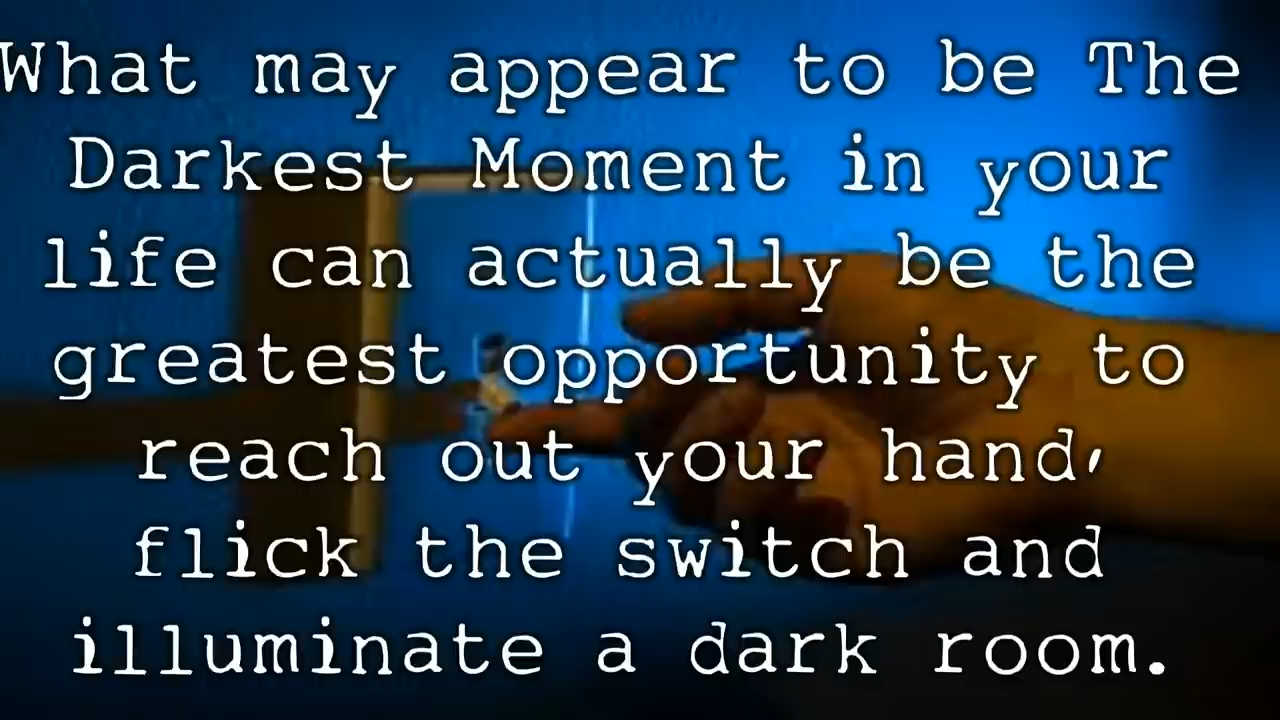 What may appear to be The
Darkest Moment in your
life can actually be the
greatest opportunity to
reach out your hand,
flick the switch and
illuminate a dark room.